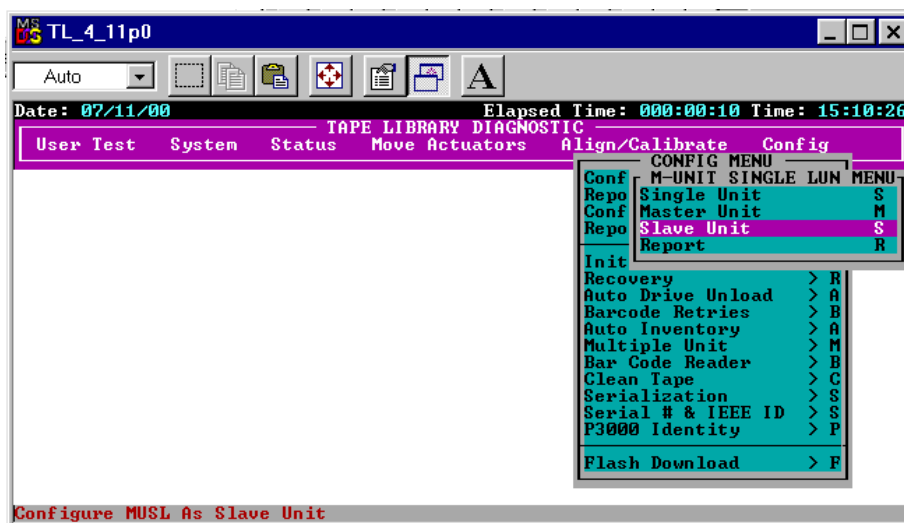 TL_4_11p0
Auto
A
Date: 07/11/00 Elapsed Time: 000:00:10 Time: 15:10:26
TAPE LIBRARY DIAGNOSTIC
User Test System Status Move Actuators Align/Calibrate Config
CONFIG MENU
Conf
M-UNIT SINGLE LUN MENU
Repo
Single Unit S
Conf
Master Unit M
Repo
Slave Unit S
Report R
Init
Recovery > R
Auto Drive Unload > A
Barcode Retries > B
Auto Inventory > A
Multiple Unit > M
Bar Code Reader > B
Clean Tape > C
Serialization > S
Serial # & IEEE ID > S
P3000 Identity > P
Flash Download > F
Configure MUSL As Slave Unit